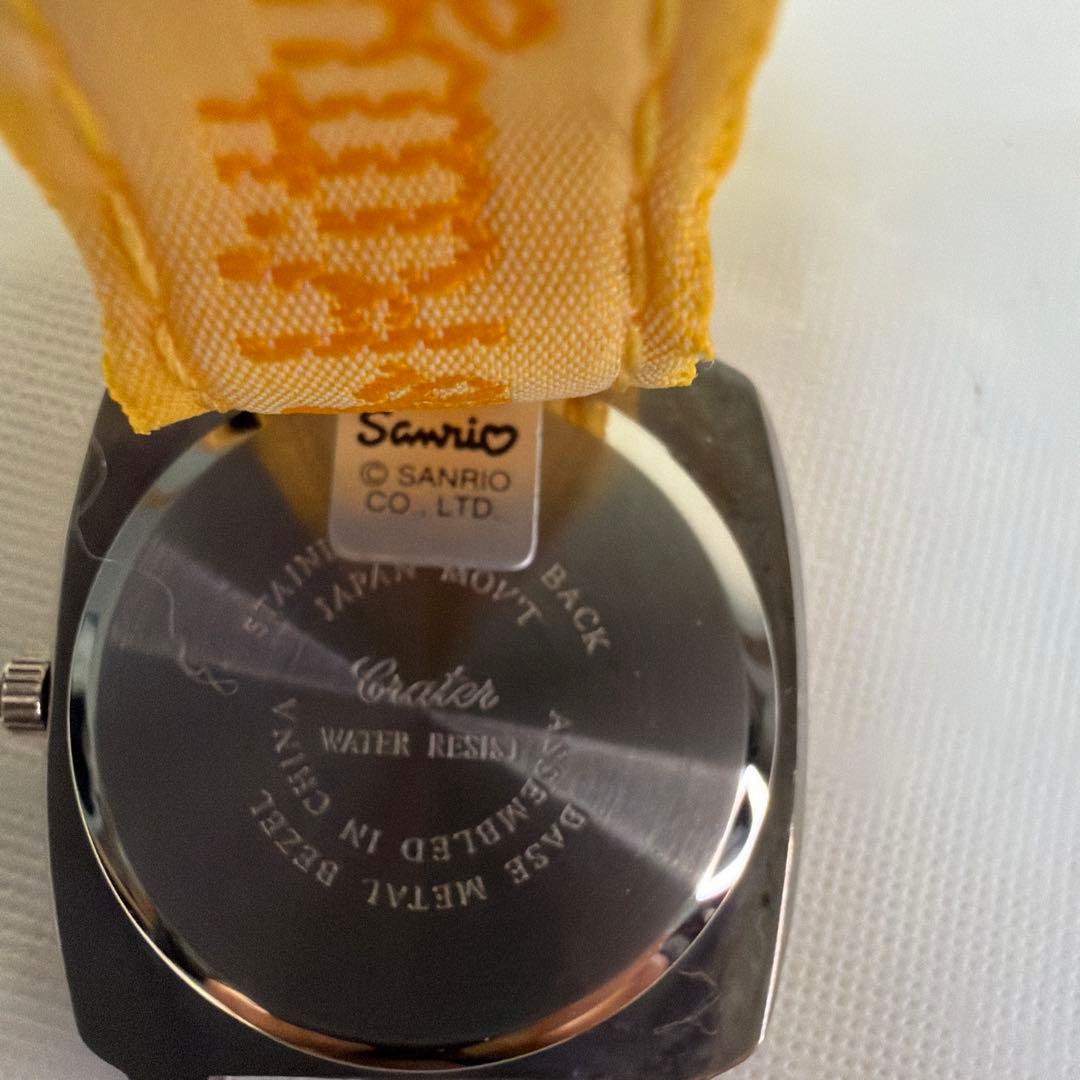 Sanrio
© SANRIO
CO., LTD.
BACK
JAPAN MOV'T
Crater
WATER RESIST
ASSEMBLED IN CHINA
BASE METAL BEZEL